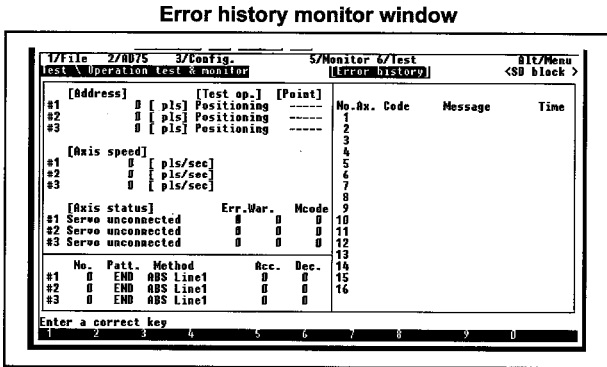 Error history monitor window
1/File 2/AD75 3/Config. 5/Monitor 6/Test Alt/Menu
Test \ Operation test & monitor [Error history] <SD block >
[Address] [Test op.] [Point]
#1 0 [ pls] Positioning -----
#2 0 [ pls] Positioning -----
#3 0 [ pls] Positioning -----
[Axis speed]
#1 0 [ pls/sec]
#2 0 [ pls/sec]
#3 0 [ pls/sec]
[Axis status] Err.War. Mcode
#1 Servo unconnected 0 0 0
#2 Servo unconnected 0 0 0
#3 Servo unconnected 0 0 0
No. Patt. Method Acc. Dec.
#1 0 END ABS Line1 0 0
#2 0 END ABS Line1 0 0
#3 0 END ABS Line1 0 0
No.Ax. Code Message Time
1
2
3
4
5
6
7
8
9
10
11
12
13
14
15
16
Enter a correct key
1 2 3 4 5 6 7 8 9 0